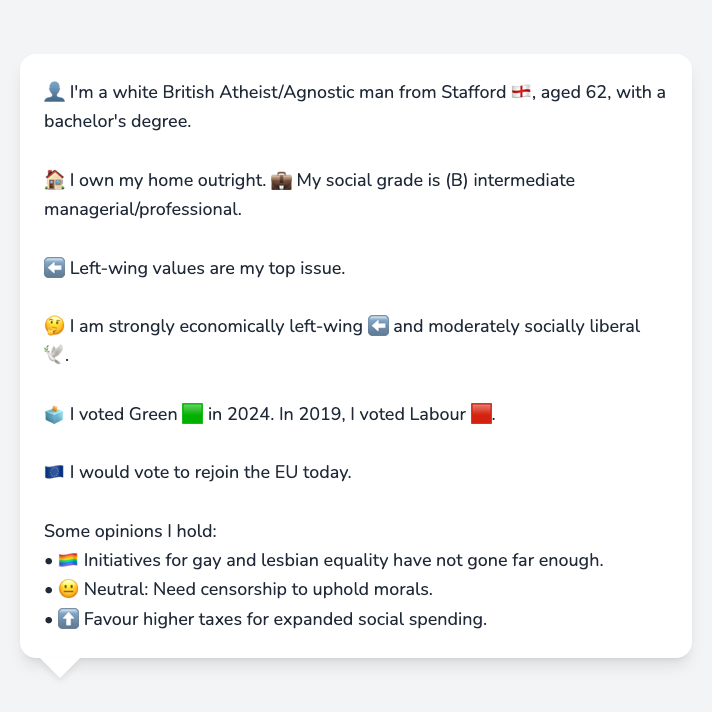 👤 I'm a white British Atheist/Agnostic man from Stafford 🏴󠁧󠁢󠁥󠁮󠁧󠁿, aged 62, with a
bachelor's degree.
🏠 I own my home outright. 💼 My social grade is (B) intermediate
managerial/professional.
⬅️ Left-wing values are my top issue.
🤔 I am strongly economically left-wing ⬅️ and moderately socially liberal
🕊️.
🗳️ I voted Green 🟩 in 2024. In 2019, I voted Labour 🟥.
🇪🇺 I would vote to rejoin the EU today.
Some opinions I hold:
• 🏳️‍🌈 Initiatives for gay and lesbian equality have not gone far enough.
• 😐 Neutral: Need censorship to uphold morals.
• ⬆️ Favour higher taxes for expanded social spending.